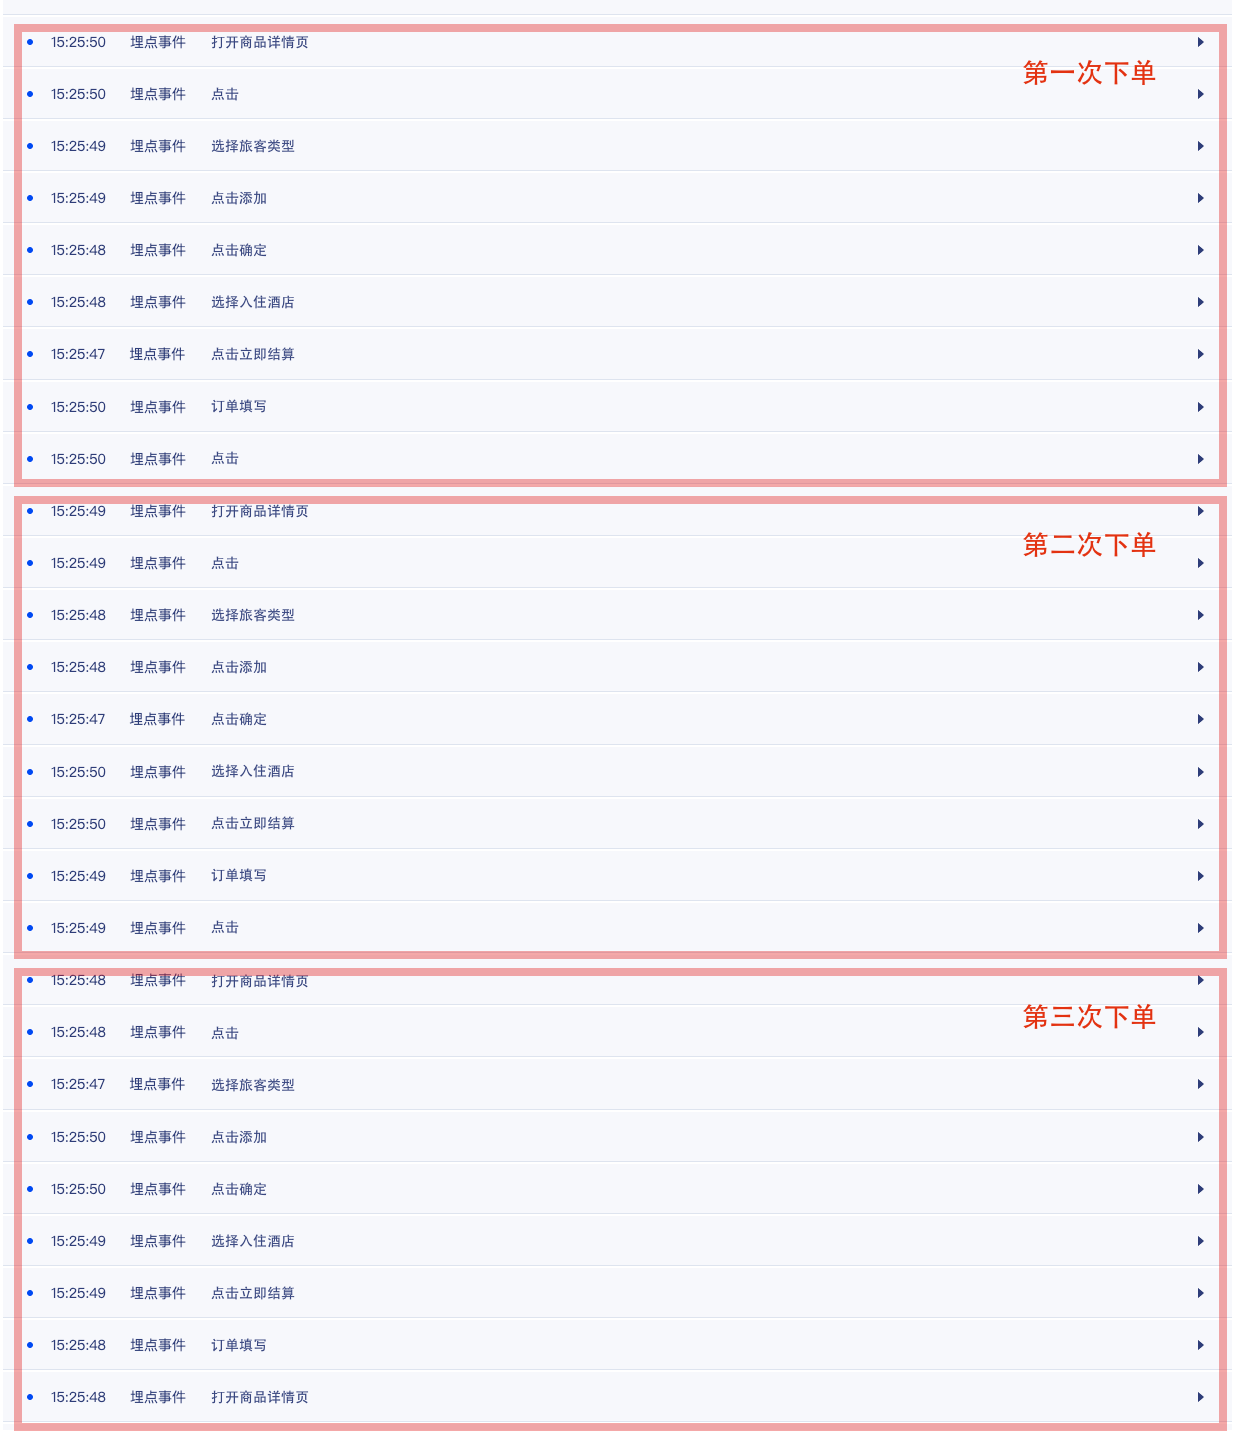 15:25:50 埋点事件 打开商品详情页
第一次下单
15:25:50 埋点事件 点击
15:25:49 埋点事件 选择旅客类型
15:25:49 埋点事件 点击添加
15:25:48 埋点事件 点击确定
15:25:48 埋点事件 选择入住酒店
15:25:47 埋点事件 点击立即结算
15:25:50 埋点事件 订单填写
15:25:50 埋点事件 点击
15:25:49 埋点事件 打开商品详情页
第二次下单
15:25:49 埋点事件 点击
15:25:48 埋点事件 选择旅客类型
15:25:48 埋点事件 点击添加
15:25:47 埋点事件 点击确定
15:25:50 埋点事件 选择入住酒店
15:25:50 埋点事件 点击立即结算
15:25:49 埋点事件 订单填写
15:25:49 埋点事件 点击
15:25:48 埋点事件 打开商品详情页
第三次下单
15:25:48 埋点事件 点击
15:25:47 埋点事件 选择旅客类型
15:25:50 埋点事件 点击添加
15:25:50 埋点事件 点击确定
15:25:49 埋点事件 选择入住酒店
15:25:49 埋点事件 点击立即结算
15:25:48 埋点事件 订单填写
15:25:48 埋点事件 打开商品详情页